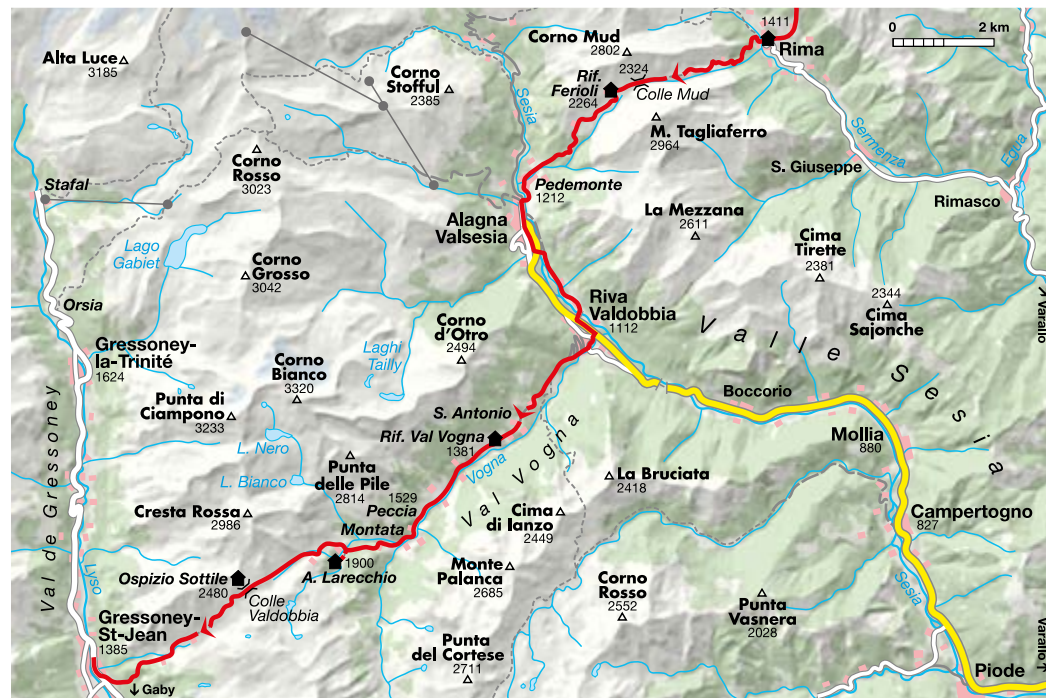 1411
Rima
0 2 km
Corno Mud
2802
2324
Colle Mud
Rif.
Ferioli
2264
Alta Luce
3185
Corno
Stofful
2385
Sesia
M. Tagliaferro
2964
Sermenza
Egua
S. Giuseppe
Rimasco
Corno
Rosso
3023
Stafal
Pedemonte
1212
Alagna
Valsesia
La Mezzana
2611
Cima
Tirette
2381
2344
Cima
Sajonche
Varallo
Lago
Gabiet
Corno
Grosso
3042
Orsia
Riva
Valdobbia
1112
Valle Sesia
Corno
d'Otro
2494
Laghi
Tailly
Gressoney-
la-Trinité
1624
Corno
Bianco
3320
Punta di
Ciampono
3233
Boccorio
Mollia
880
S. Antonio
Rif. Val Vogna
1381
Vogna
Val Vogna
L. Nero
L. Bianco
Punta
delle Pile
2814
La Bruciata
2418
Val de Gressoney
Cresta Rossa
2986
1529
Peccia
Montata
Cima
di Ianzo
2449
Campertogno
827
Lyso
Ospizio Sottile
2480
1900
A. Larecchio
Colle
Valdobbia
Monte
Palanca
2685
Corno
Rosso
2552
Punta
Vasnera
2028
Sesia
Gressoney-
St-Jean
1385
Gaby
Punta
del Cortese
2711
Varallo
Piode